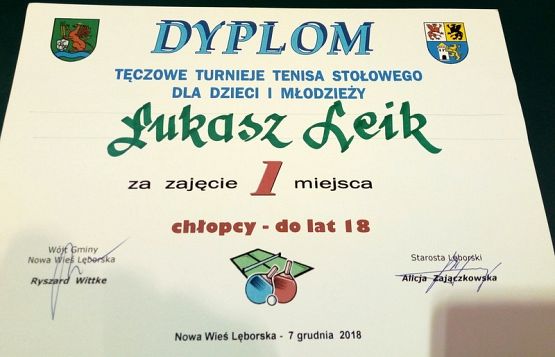 DYPLOM
TĘCZOWE TURNIEJE TENISA STOŁOWEGO
DLA DZIECI I MŁODZIEŻY
Łukasz Leik
za zajęcie 1 miejsca
chłopcy - do lat 18
Wójt Gminy
Nowa Wieś Lęborska
Ryszard Wittke
Starosta Lęborski
Alicja Zajączkowska
Nowa Wieś Lęborska - 7 grudnia 2018